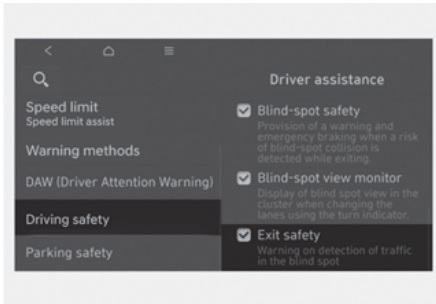 Driver assistance
Speed limit
Speed limit assist
Warning methods
DAW (Driver Attention Warning)
Driving safety
Parking safety
Blind-spot safety
Provision of a warning and
emergency braking when a risk
of blind-spot collision is
detected while exiting.
Blind-spot view monitor
Display of blind spot view in the
cluster when changing the
lanes using the turn indicator.
Exit safety
Warning on detection of traffic
in the blind spot